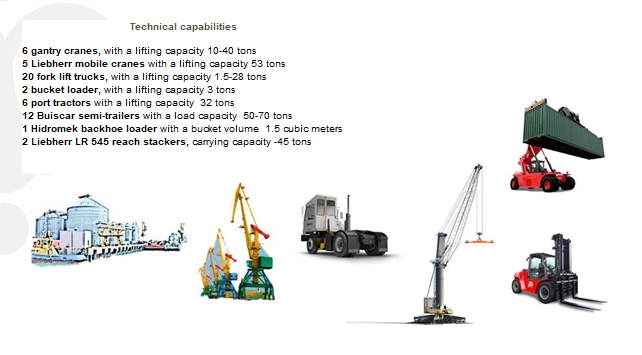 Technical capabilities
6 gantry cranes, with a lifting capacity 10-40 tons
5 Liebherr mobile cranes with a lifting capacity 53 tons
20 fork lift trucks, with a lifting capacity 1.5-28 tons
2 bucket loader, with a lifting capacity 3 tons
6 port tractors with a lifting capacity 32 tons
12 Buiscar semi-trailers with a load capacity 50-70 tons
1 Hidromek backhoe loader with a bucket volume 1.5 cubic meters
2 Liebherr LR 545 reach stackers, carrying capacity -45 tons